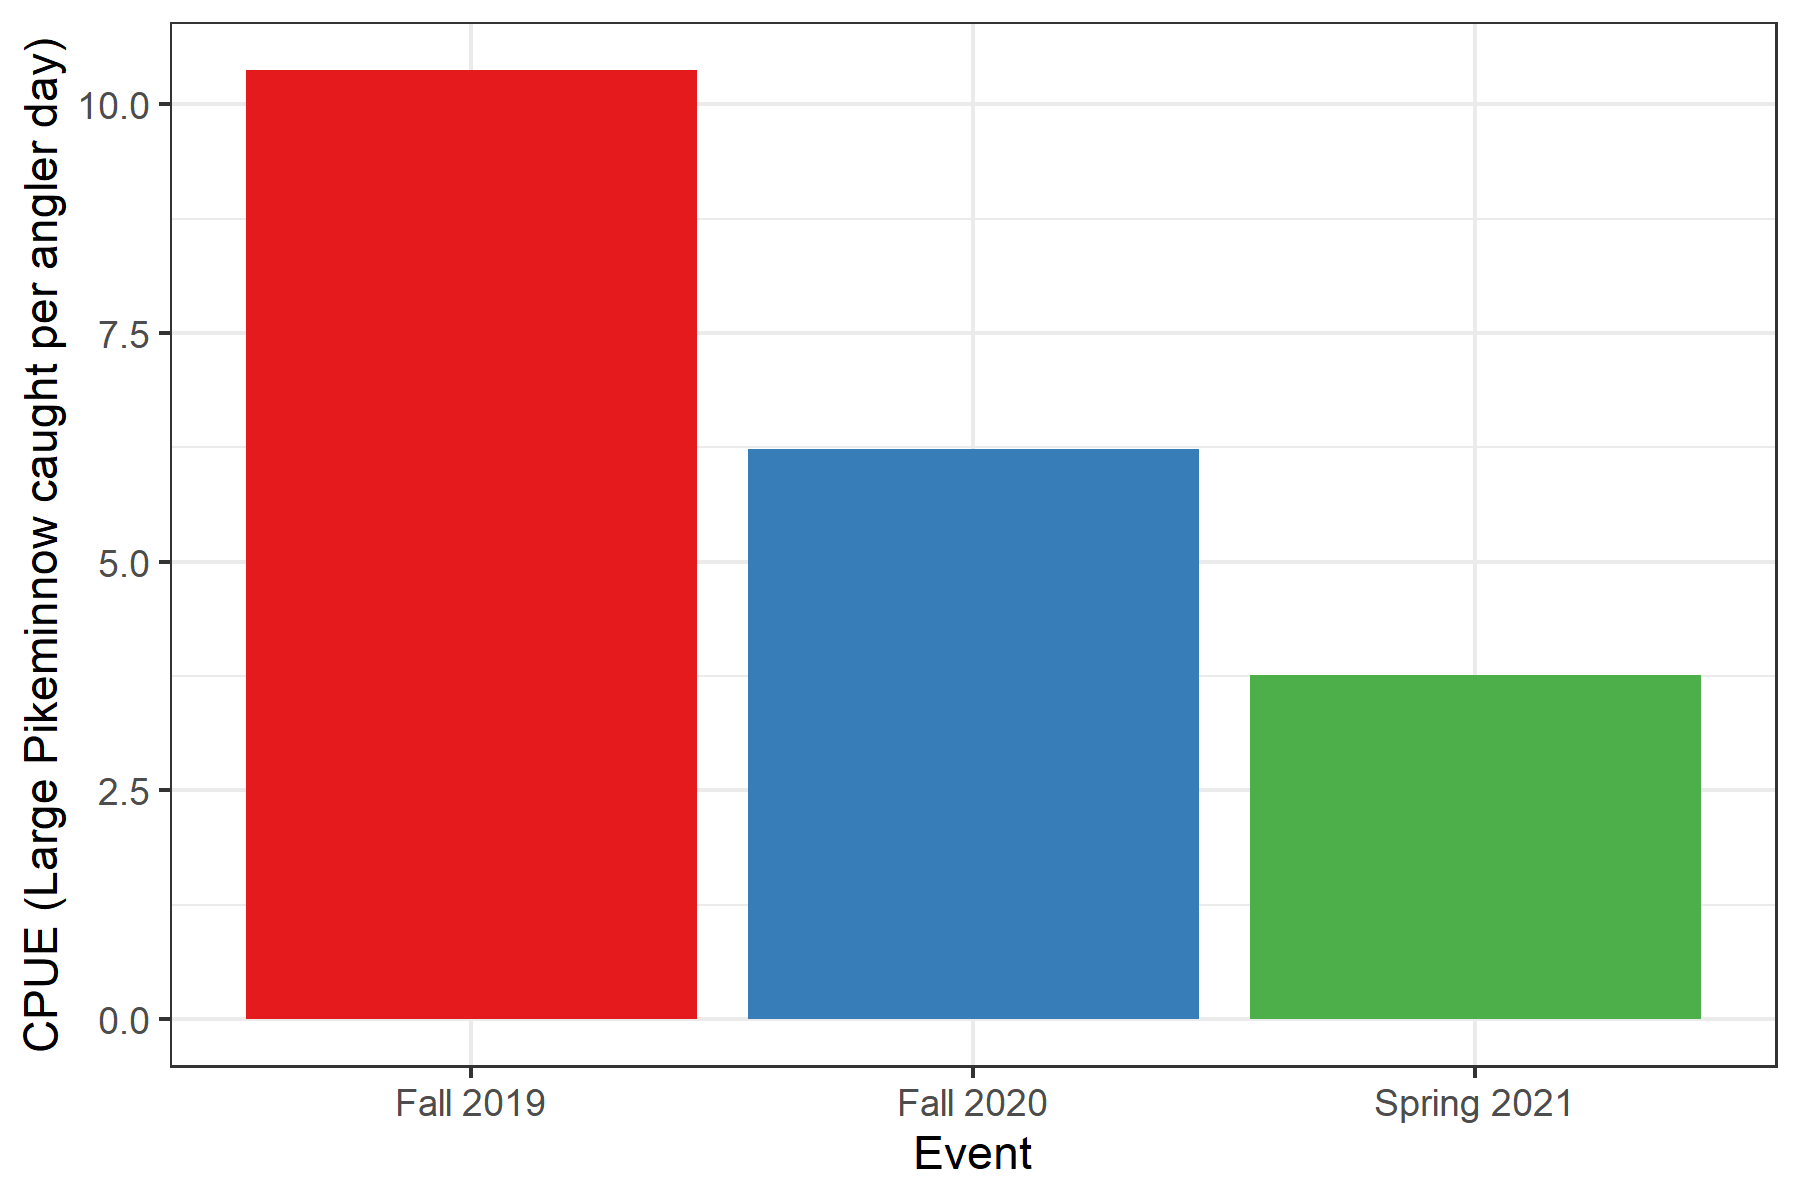 CPUE (Large Pikeminnow caught per angler day)
10.0
7.5
5.0
2.5
0.0
Fall 2019
Fall 2020
Spring 2021
Event